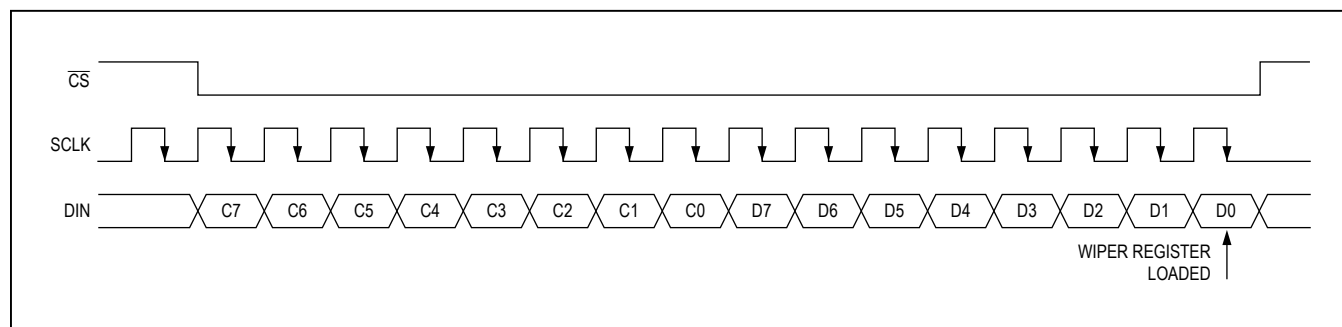 CS
SCLK
DIN C7 C6 C5 C4 C3 C2 C1 C0 D7 D6 D5 D4 D3 D2 D1 D0
WIPER REGISTER
LOADED